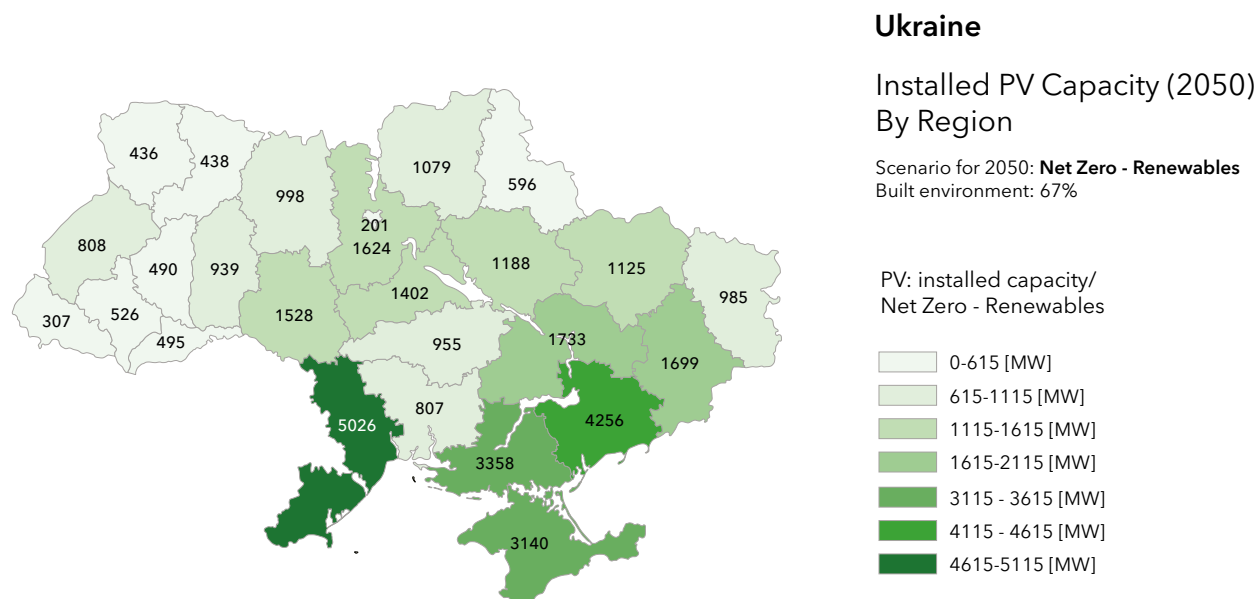 Ukraine
Installed PV Capacity (2050)
By Region
Scenario for 2050: Net Zero - Renewables
Built environment: 67%
436
438
998
1079
596
201
1624
808
490
939
1188
1125
985
307
526
495
1528
1402
955
1733
1699
807
5026
4256
3358
3140
PV: installed capacity/
Net Zero - Renewables
0-615 [MW]
615-1115 [MW]
1115-1615 [MW]
1615-2115 [MW]
3115 - 3615 [MW]
4115 - 4615 [MW]
4615-5115 [MW]